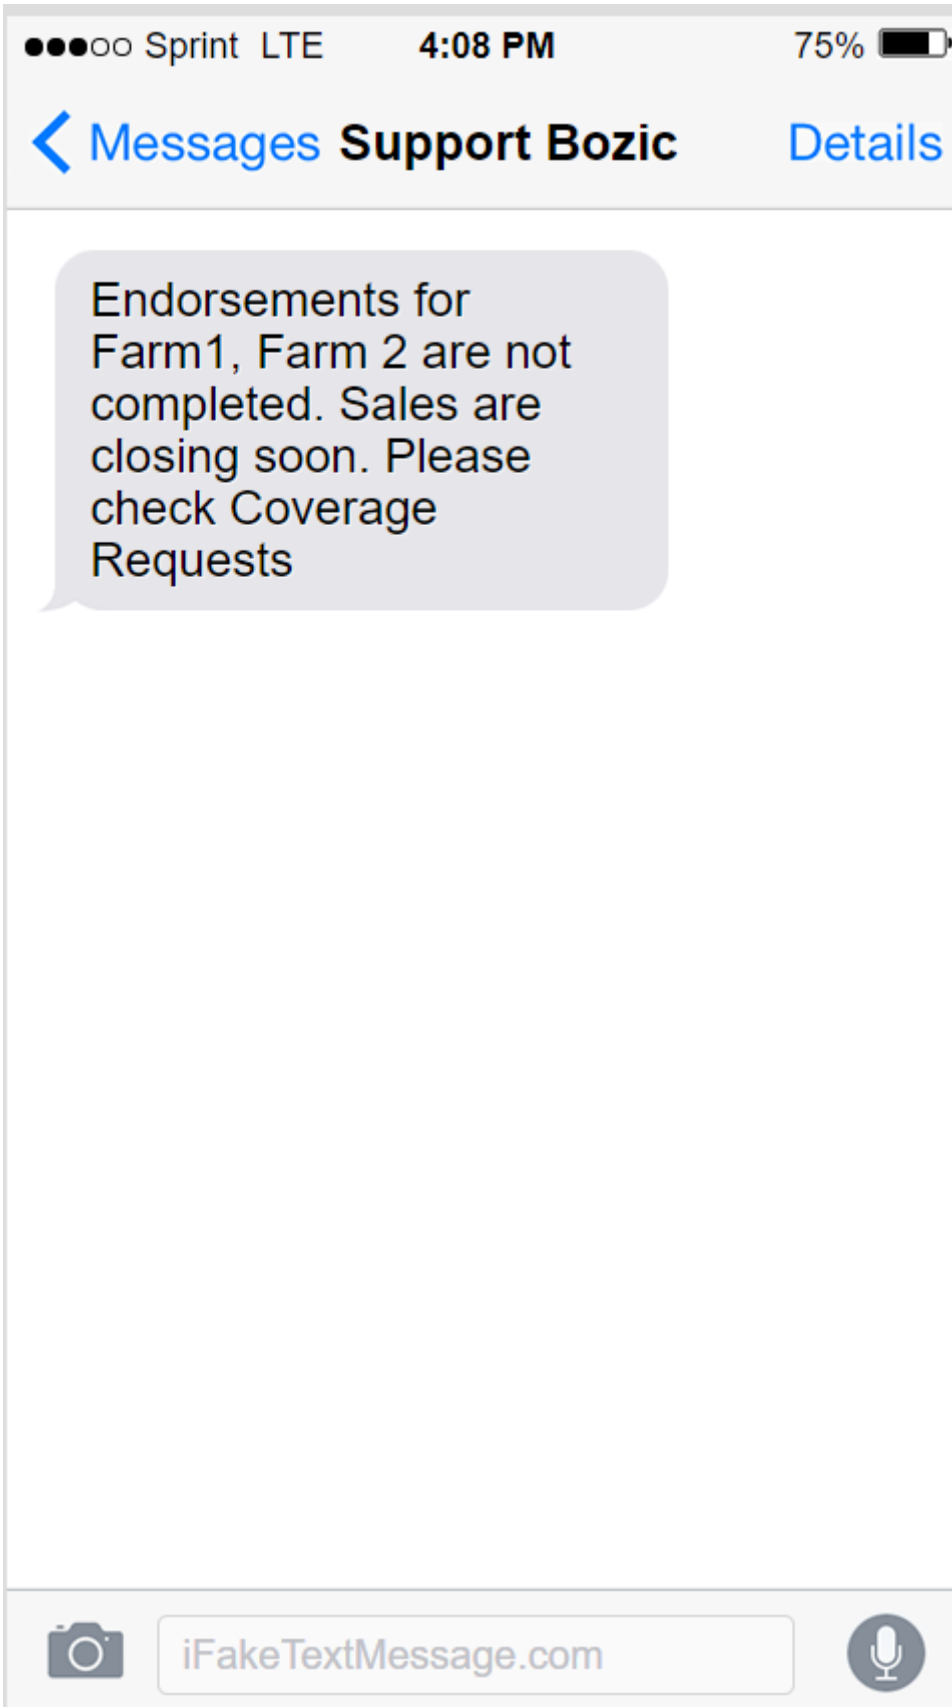 Sprint LTE 4:08 PM 75%
Messages Support Bozic Details
Endorsements for
Farm1, Farm 2 are not
completed. Sales are
closing soon. Please
check Coverage
Requests
iFakeTextMessage.com